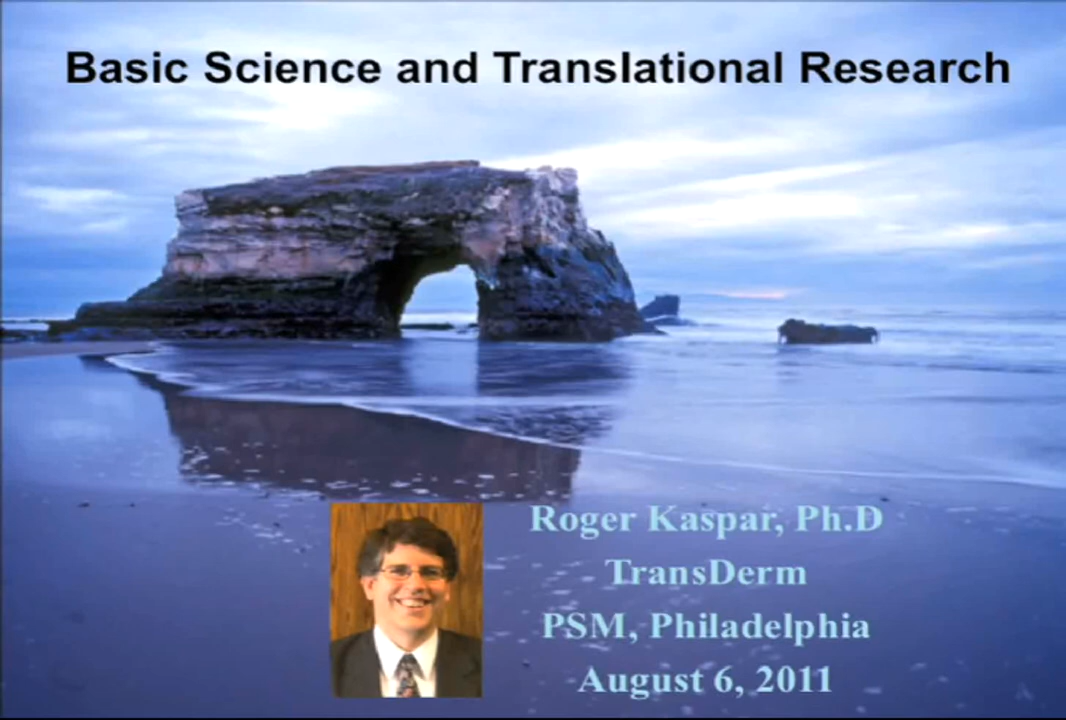 Basic Science and Translational Research
Roger Kaspar, Ph.D
TransDerm
PSM, Philadelphia
August 6, 2011